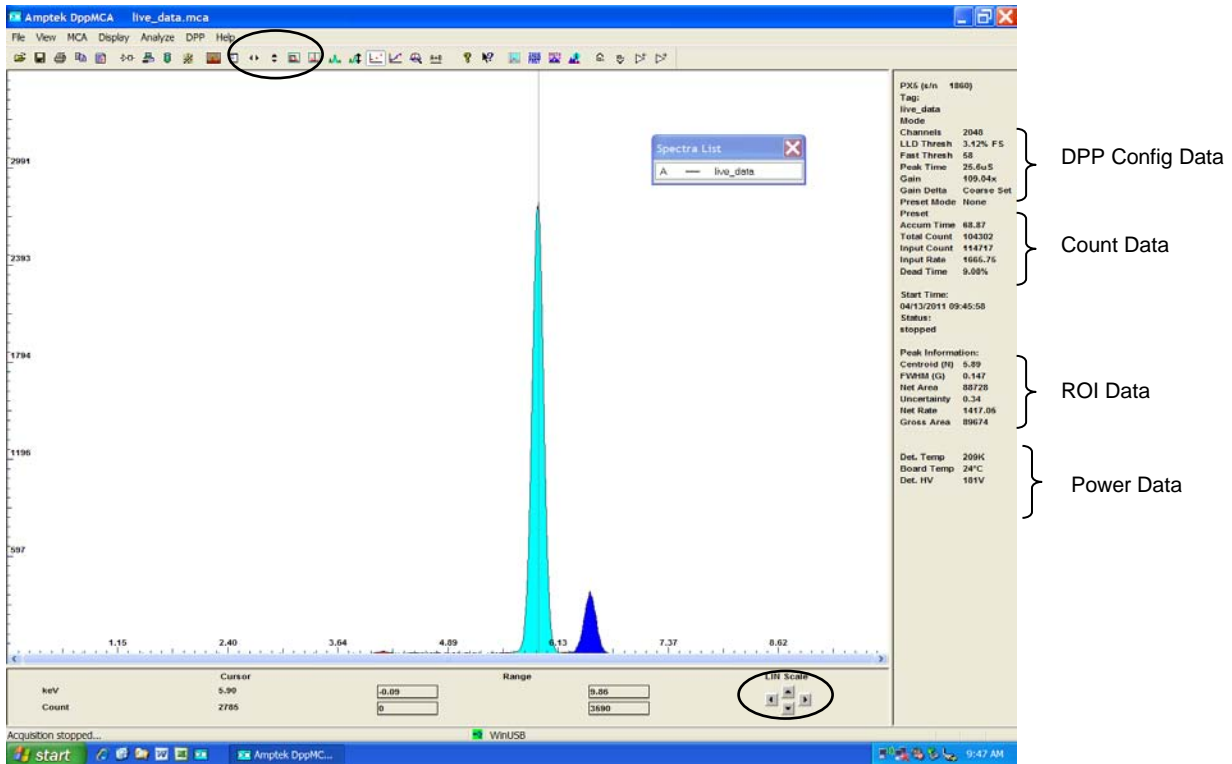 Amptek DppMCA live_data.mca
File View MCA Display Analyze DPP Help
PX5 (s/n 1860)
Tag:
live_data
Mode
Channels 2048
LLD Thresh 3.12% FS
Fast Thresh 58
Peak Time 25.6uS
Gain 109.04x
Gain Delta Coarse Set
Preset Mode None
Preset
Accum Time 68.87
Total Count 104302
Input Count 114717
Input Rate 1665.75
Dead Time 9.08%
Start Time:
04/13/2011 09:45:58
Status:
stopped
Peak Information:
Centroid (N) 5.89
FWHM (G) 0.147
Net Area 88728
Uncertainty 0.34
Net Rate 1417.05
Gross Area 89674
Det. Temp 209K
Board Temp 24°C
Det. HV 181V
DPP Config Data
Count Data
ROI Data
Power Data
Spectra List
A — live_data
2991
2393
1794
1196
597
1.15 2.40 3.64 4.89 6.13 7.37 8.62
Cursor Range LIN Scale
keV 5.90 -0.09 9.86
Count 2785 0 3690
Acquisition stopped... WinUSB
start Amptek DppMC... 9:47 AM